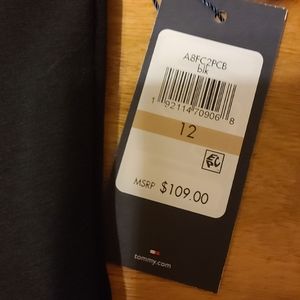 A8FC2PCB
blk
1 92114 70906 8
12
MSRP $109.00
tommy.com